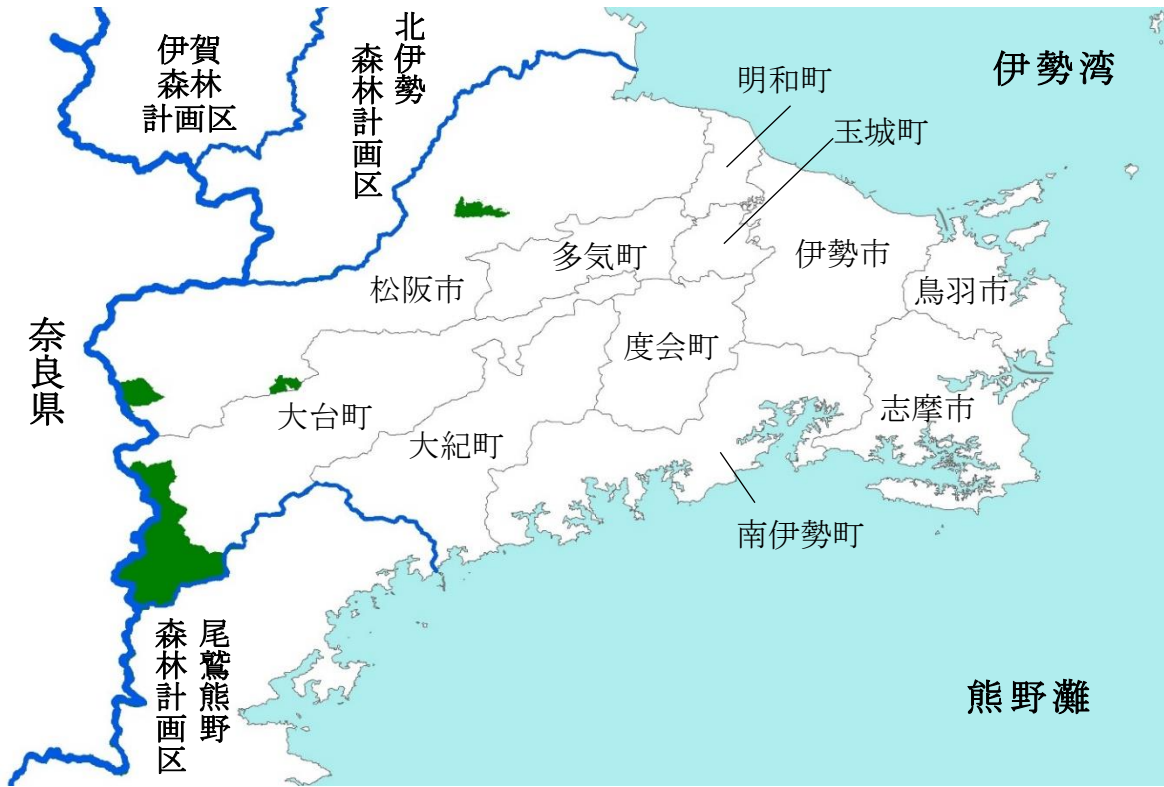 伊賀
森林
計画区
北伊勢
森林計画区
伊勢湾
明和町
玉城町
多気町
伊勢市
松阪市
鳥羽市
奈良県
度会町
大台町
大紀町
志摩市
南伊勢町
尾鷲熊野
森林計画区
熊野灘